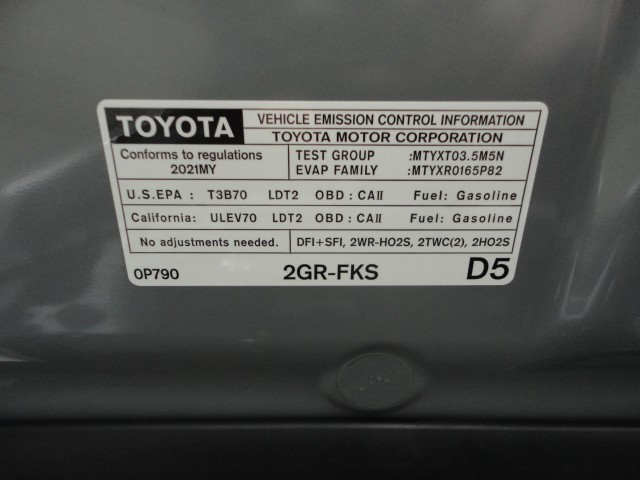 TOYOTA VEHICLE EMISSION CONTROL INFORMATION
TOYOTA MOTOR CORPORATION
Conforms to regulations
2021MY
TEST GROUP :MTYXT03.5M5N
EVAP FAMILY :MTYXR0165P82
U.S.EPA : T3B70 LDT2 OBD : CAII Fuel: Gasoline
California: ULEV70 LDT2 OBD : CAII Fuel: Gasoline
No adjustments needed. DFI+SFI, 2WR-HO2S, 2TWC(2), 2HO2S
0P790 2GR-FKS D5